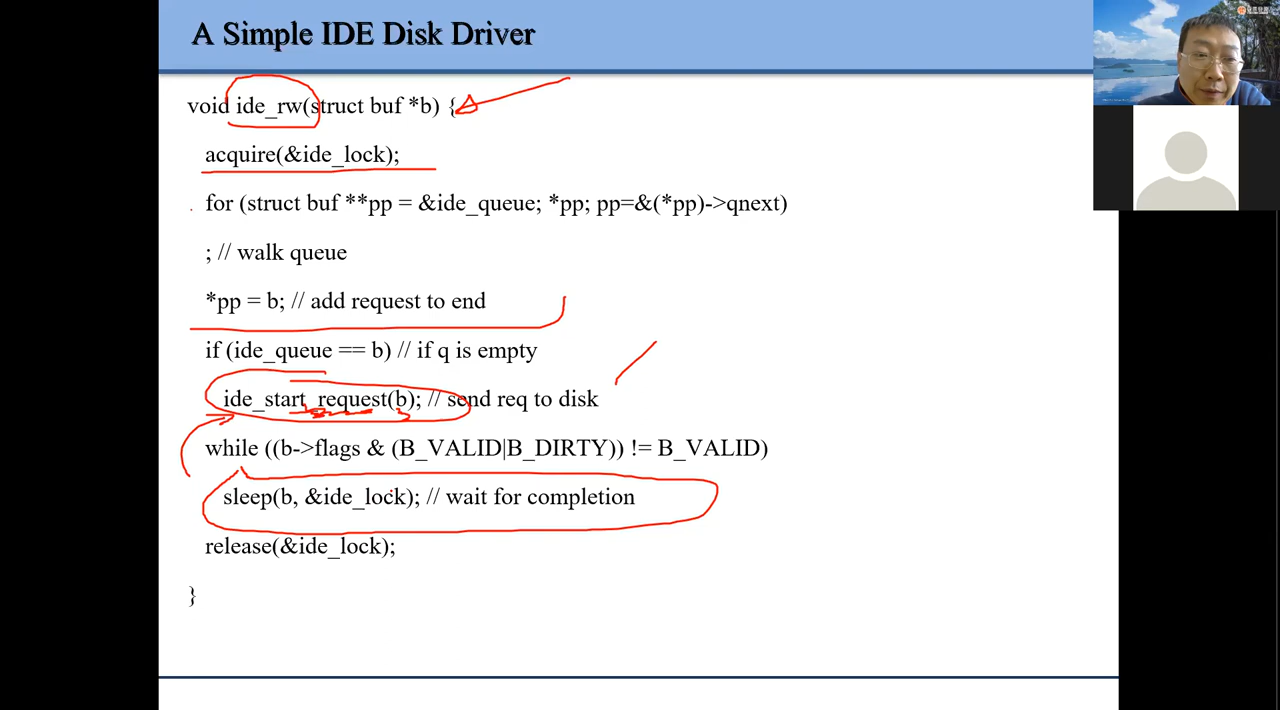 A Simple IDE Disk Driver
void ide_rw(struct buf *b) {
acquire(&ide_lock);
for (struct buf **pp = &ide_queue; *pp; pp=&(*pp)->qnext)
; // walk queue
*pp = b; // add request to end
if (ide_queue == b) // if q is empty
ide_start_request(b); // send req to disk
while ((b->flags & (B_VALID|B_DIRTY)) != B_VALID)
sleep(b, &ide_lock); // wait for completion
release(&ide_lock);
}